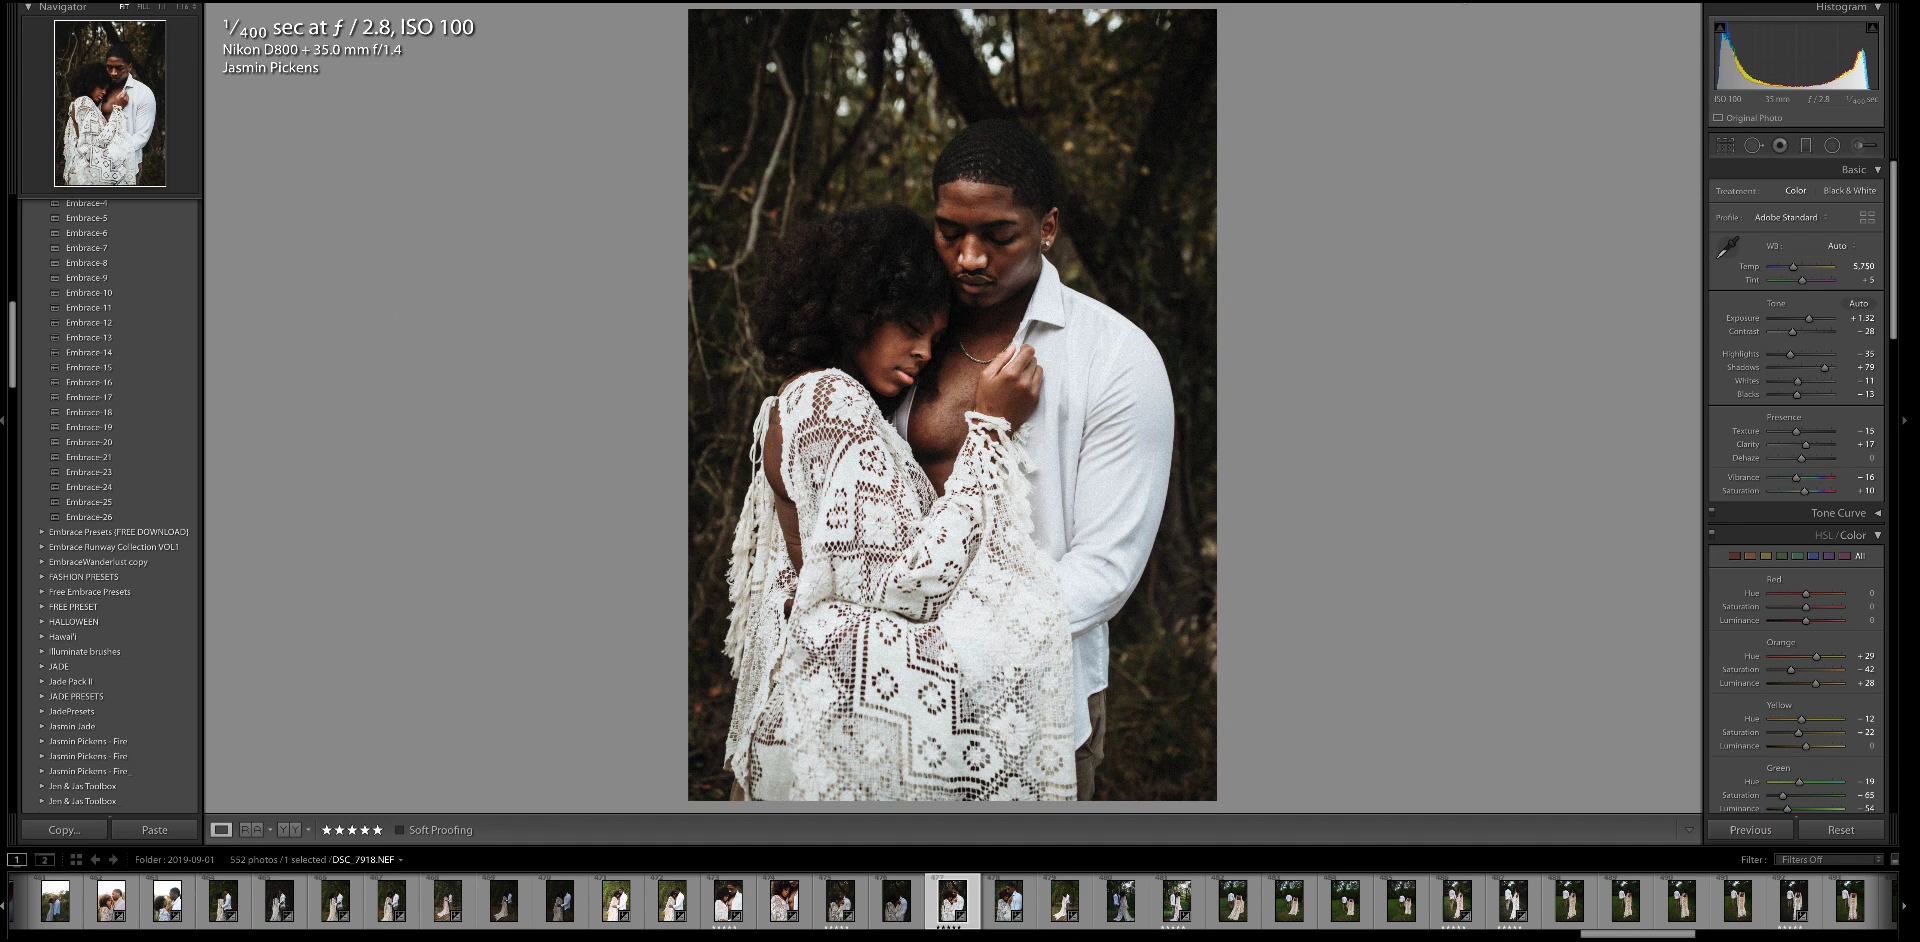 Navigator
FIT FILL 1:1 1:16
1/400 sec at ƒ / 2.8, ISO 100
Nikon D800 + 35.0 mm f/1.4
Jasmin Pickens
Embrace-4
Embrace-5
Embrace-6
Embrace-7
Embrace-8
Embrace-9
Embrace-10
Embrace-11
Embrace-12
Embrace-13
Embrace-14
Embrace-15
Embrace-16
Embrace-17
Embrace-18
Embrace-19
Embrace-20
Embrace-21
Embrace-23
Embrace-24
Embrace-25
Embrace-26
Embrace Presets {FREE DOWNLOAD}
Embrace Runway Collection VOL1
EmbraceWanderlust copy
FASHION PRESETS
Free Embrace Presets
FREE PRESET
HALLOWEEN
Hawai'i
Illuminate brushes
JADE
Jade Pack II
JADE PRESETS
JadePresets
Jasmin Jade
Jasmin Pickens - Fire
Jasmin Pickens - Fire
Jasmin Pickens - Fire_
Jen & Jas Toolbox
Jen & Jas Toolbox
Copy... Paste
R A Y Y ★★★★★ Soft Proofing
Histogram
ISO 100 35 mm ƒ / 2.8 1/400 sec
Original Photo
Basic
Treatment : Color Black & White
Profile : Adobe Standard
WB : Auto
Temp 5,750
Tint + 5
Tone Auto
Exposure + 1.32
Contrast − 28
Highlights − 35
Shadows + 79
Whites − 11
Blacks − 13
Presence
Texture − 15
Clarity + 17
Dehaze 0
Vibrance − 16
Saturation + 10
Tone Curve
HSL / Color
All
Red
Hue 0
Saturation 0
Luminance 0
Orange
Hue + 29
Saturation − 42
Luminance + 28
Yellow
Hue − 12
Saturation − 22
Luminance 0
Green
Hue − 19
Saturation − 65
Luminance − 54
Previous Reset
1 2 Folder : 2019-09-01 552 photos / 1 selected / DSC_7918.NEF Filter : Filters Off